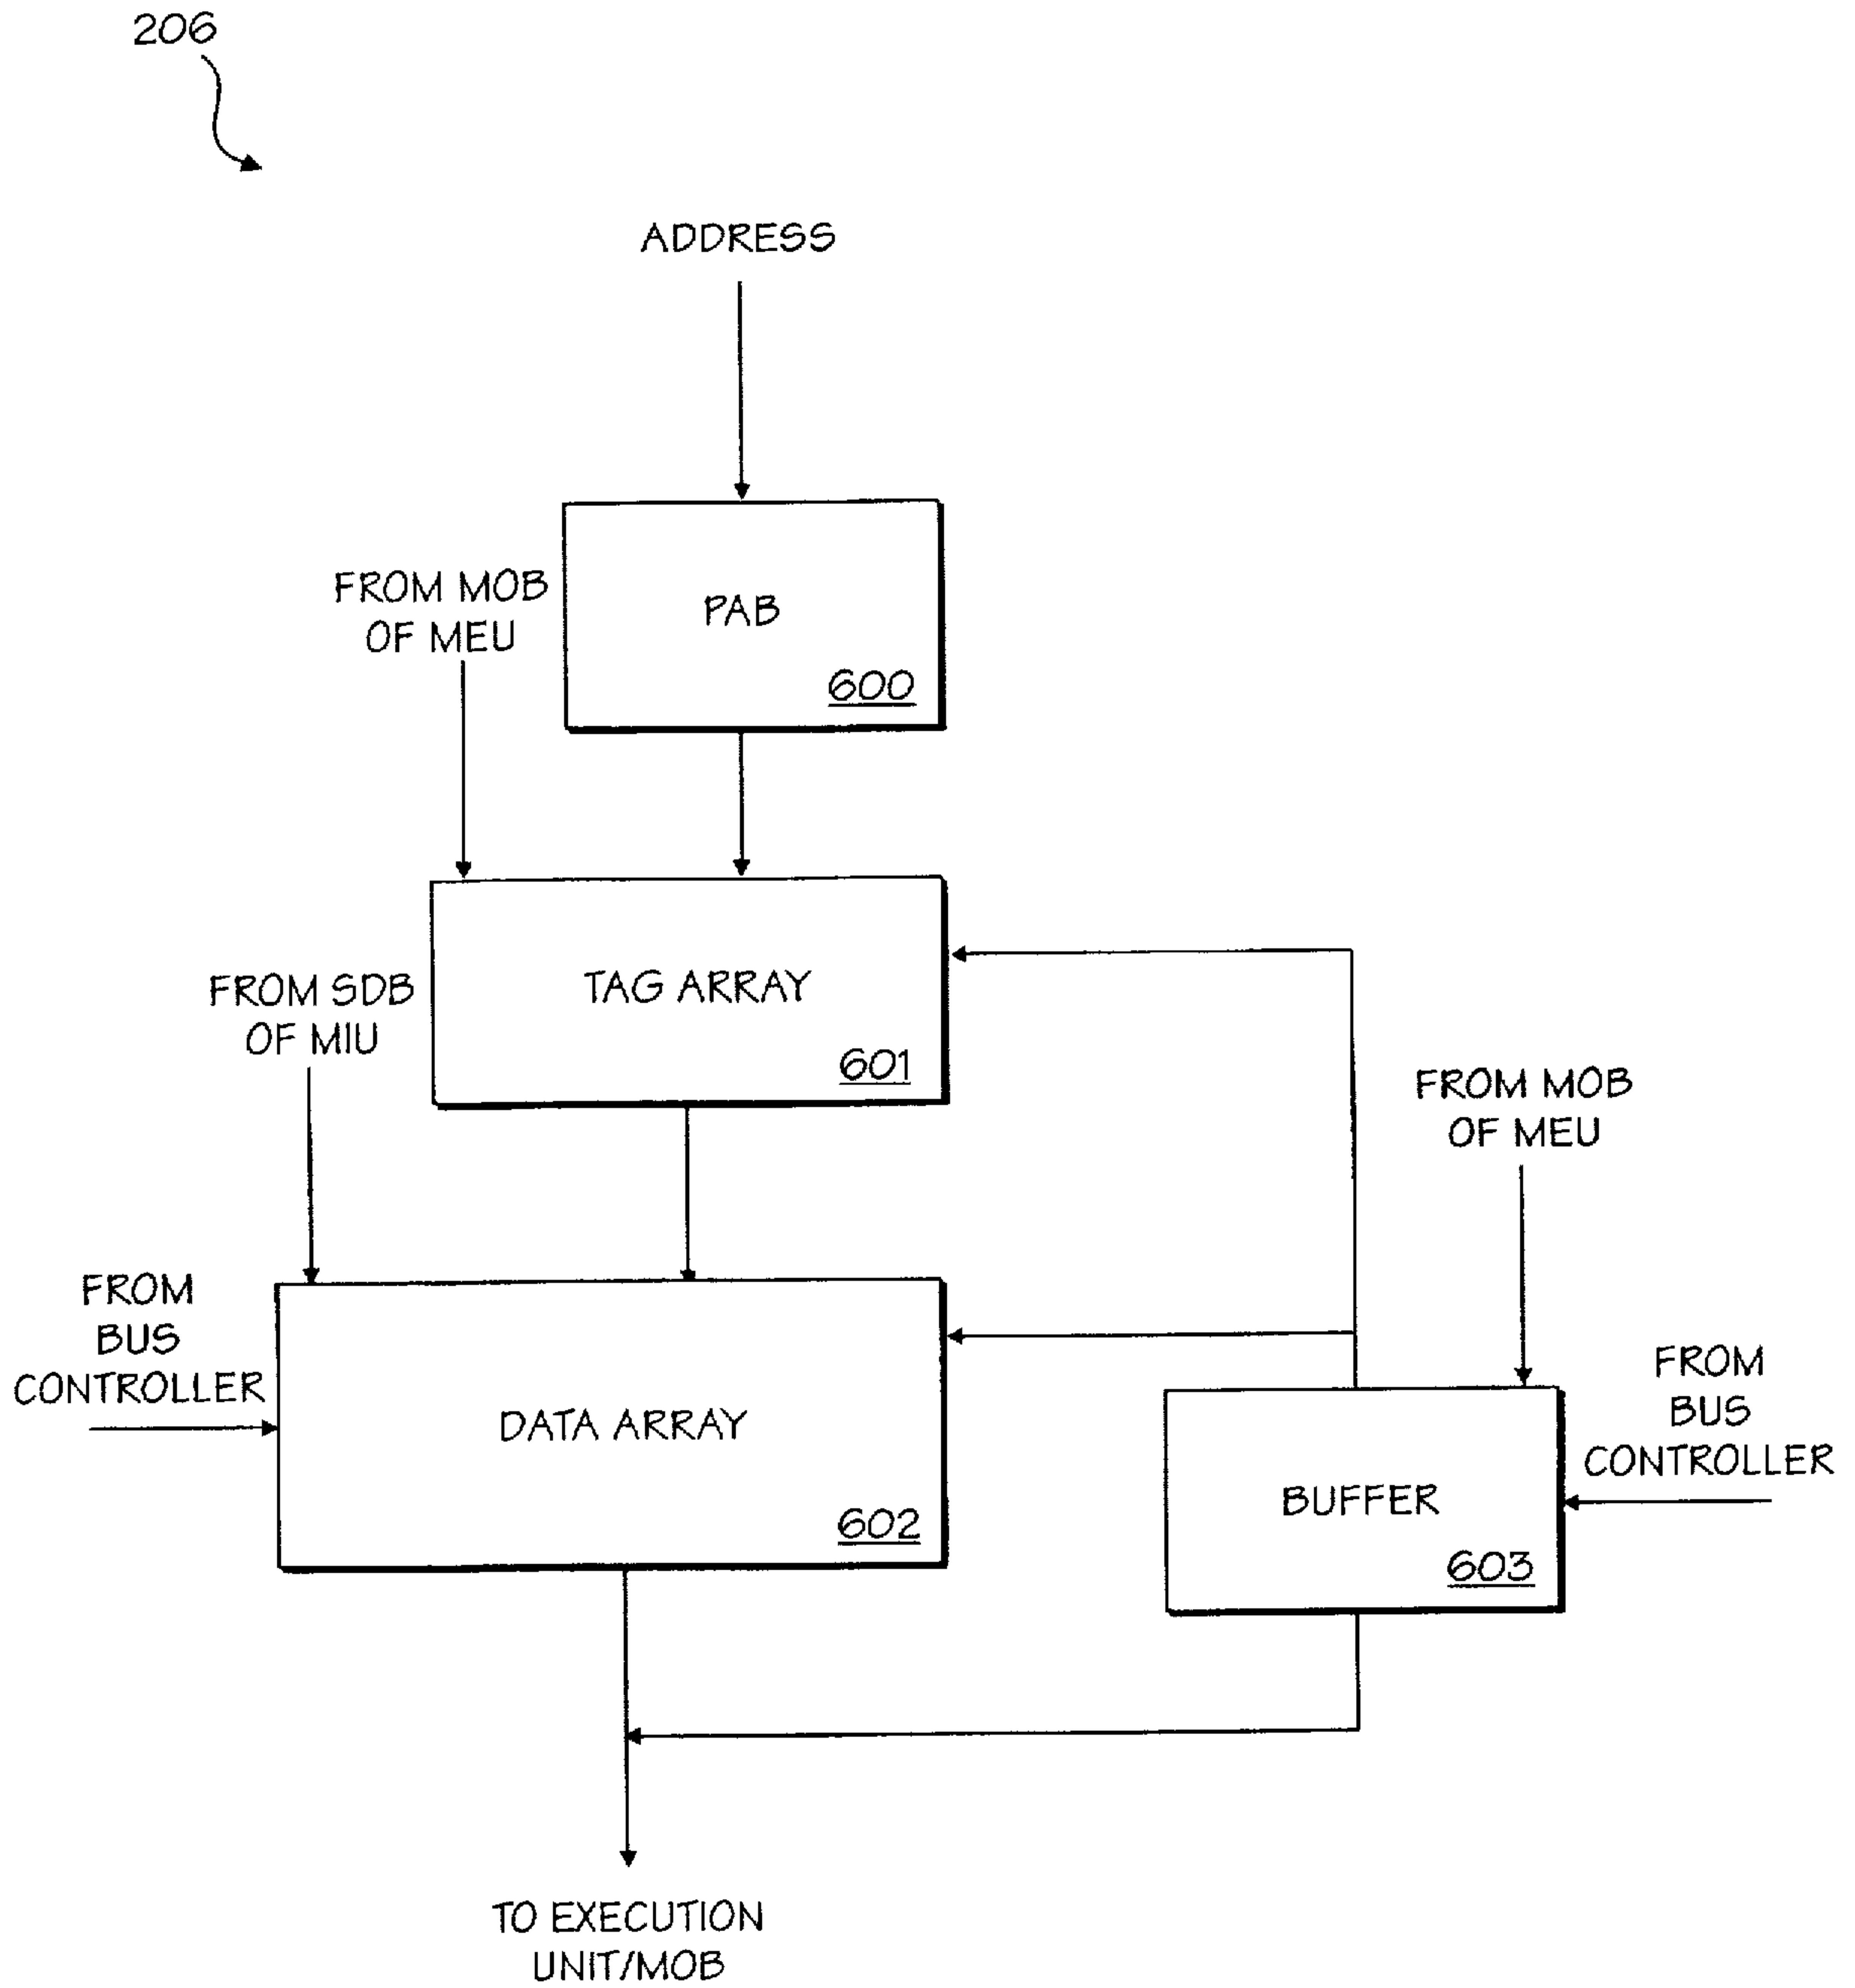 206
ADDRESS
FROM MOB
OF MEU
PAB
600
FROM SDB
OF MIU
TAG ARRAY
601
FROM MOB
OF MEU
FROM
BUS
CONTROLLER
DATA ARRAY
602
FROM
BUS
CONTROLLER
BUFFER
603
TO EXECUTION
UNIT/MOB